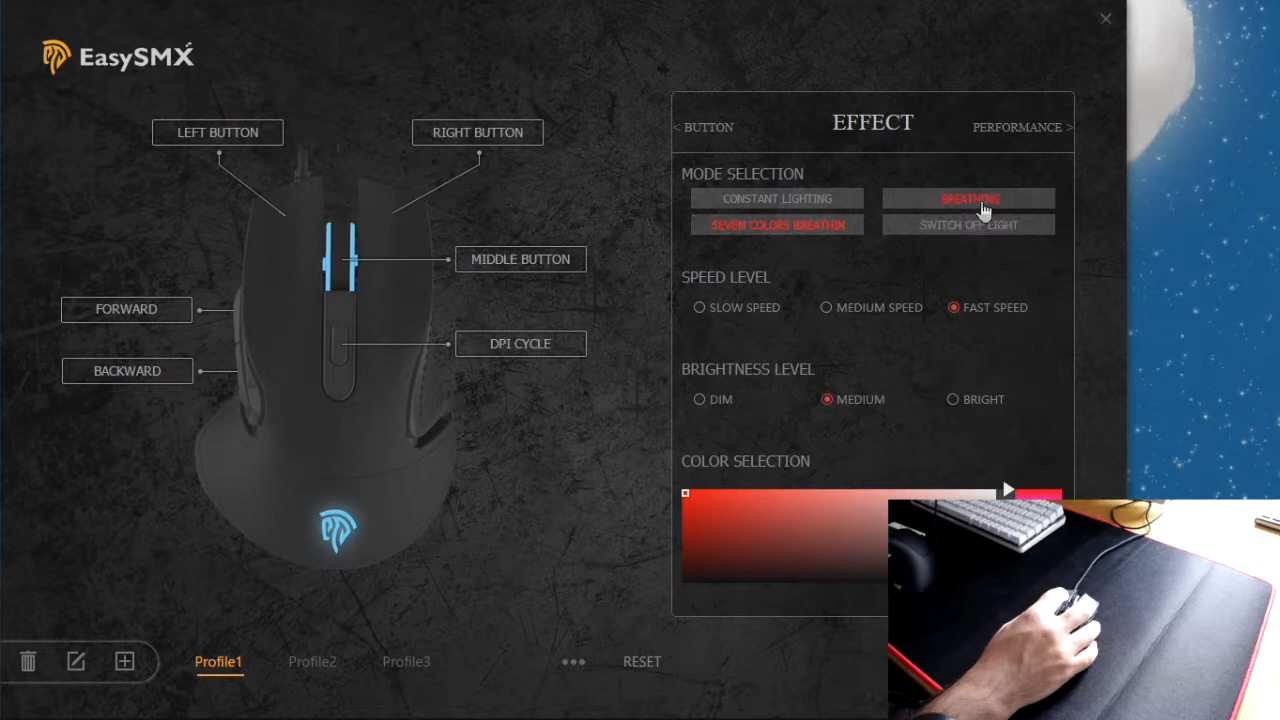 EasySMX
LEFT BUTTON
RIGHT BUTTON
MIDDLE BUTTON
FORWARD
DPI CYCLE
BACKWARD
< BUTTON
EFFECT
PERFORMANCE >
MODE SELECTION
CONSTANT LIGHTING
BREATHING
SEVEN COLORS BREATHIN
SWITCH OFF LIGHT
SPEED LEVEL
SLOW SPEED
MEDIUM SPEED
FAST SPEED
BRIGHTNESS LEVEL
DIM
MEDIUM
BRIGHT
COLOR SELECTION
Profile1
Profile2
Profile3
RESET